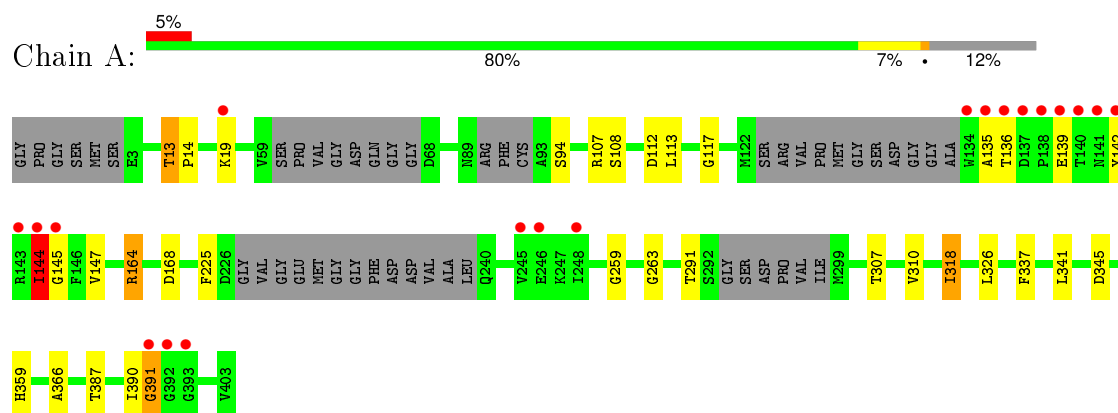 5%
Chain A:
80% 7% • 12%
GLY PRO GLY SER MET SER E3 T13 P14 K19 V59 SER PRO VAL GLY ASP GLN GLY GLY D68 N89 ARG PHE CYS A93 S94 R107 S108 D112 L113 G117 M122 SER ARG VAL PRO MET GLY SER ASP GLY GLY ALA W134 A135 T136 D137 P138 E139 T140 N141 Y142
R143 I144 G145 F146 V147 R164 D168 F225 D226 GLY VAL GLY GLU MET GLY GLY PHE ASP ASP VAL ALA LEU Q240 V245 E246 K247 I248 G259 G263 T291 S292 GLY SER ASP PRO VAL ILE M299 T307 V310 I318 L326 F337 L341 D345
H359 A366 T387 I390 G391 G392 G393 V403